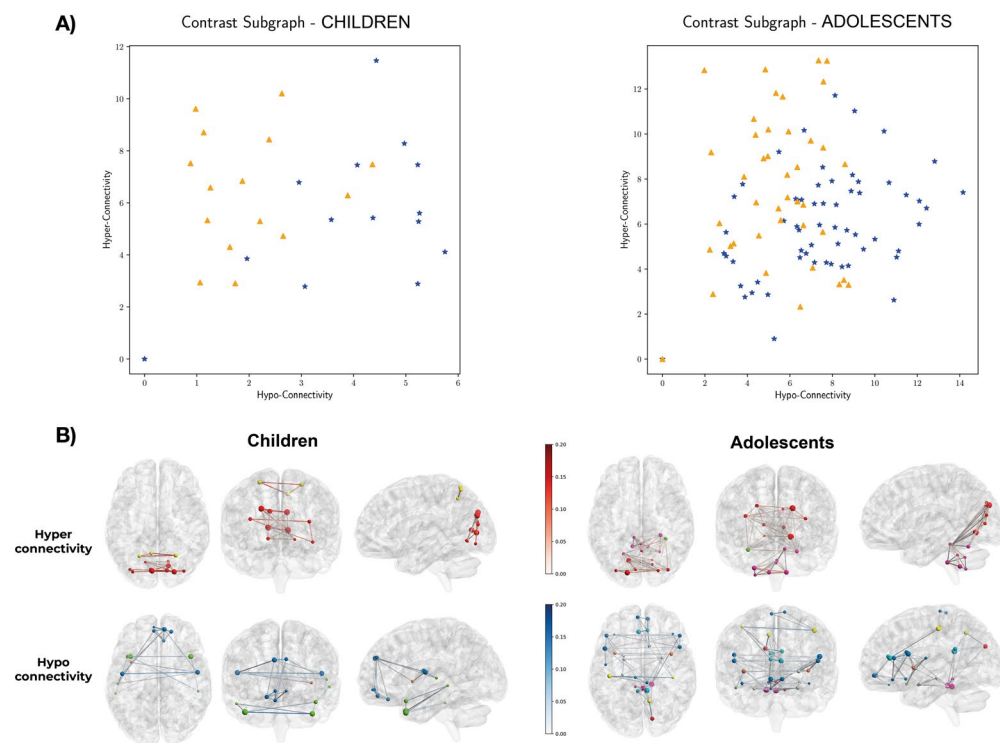 A)
Contrast Subgraph - CHILDREN
Contrast Subgraph - ADOLESCENTS
12
10
8
6
4
2
0
Hyper-Connectivity
0 1 2 3 4 5 6
Hypo-Connectivity
12
10
8
6
4
2
0
Hyper-Connectivity
0 2 4 6 8 10 12 14
Hypo-Connectivity
B)
Children
Adolescents
Hyper
connectivity
0.20
0.15
0.10
0.05
0.00
Hypo
connectivity
0.20
0.15
0.10
0.05
0.00